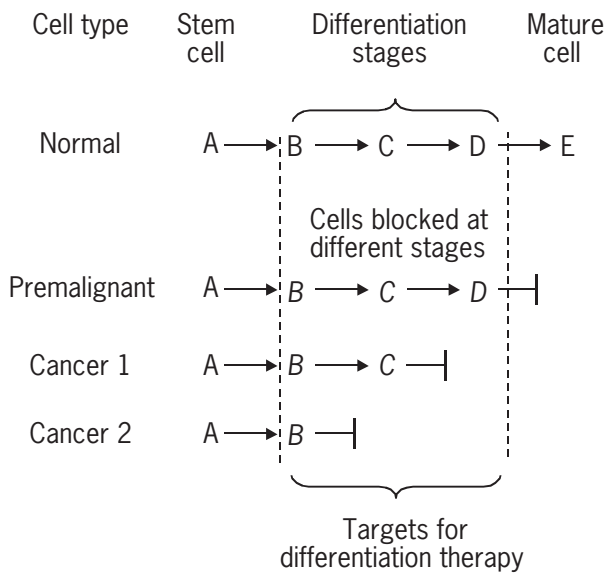 Cell type Stem cell Differentiation stages Mature cell
Normal A B C D E
Cells blocked at
different stages
Premalignant A B C D
Cancer 1 A B C
Cancer 2 A B
Targets for
differentiation therapy